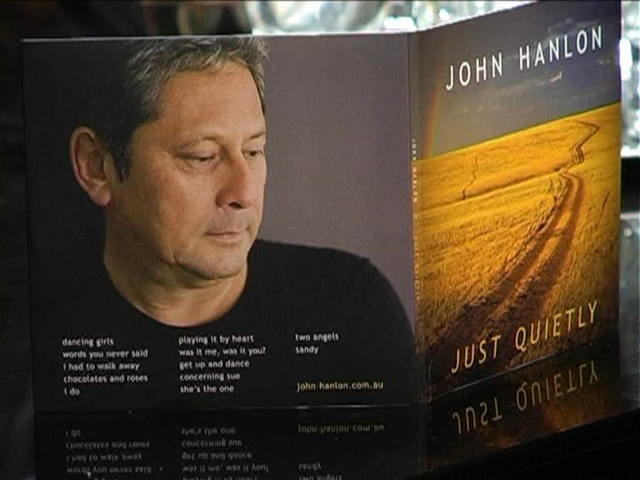 dancing girls
words you never said
I had to walk away
chocolates and roses
I do
playing it by heart
was it me, was it you?
get up and dance
concerning sue
she's the one
two angels
sandy
john-hanlon.com.au
JOHN HANLON
JUST QUIETLY